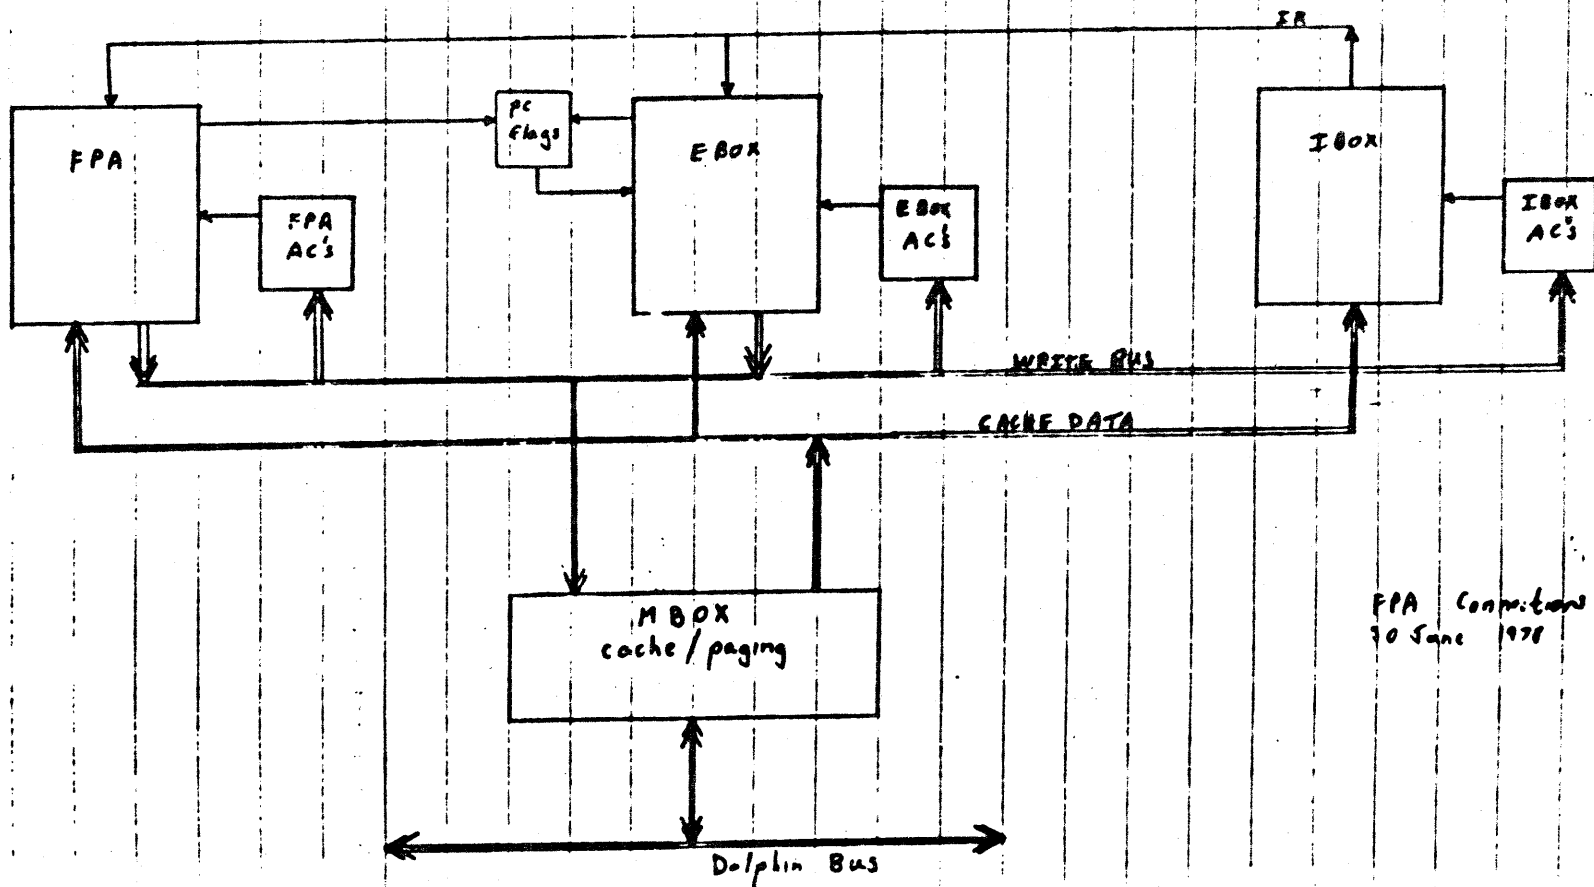 IR
PC
flags
FPA
EBOX
IBOX
FPA
AC's
EBOX
AC's
IBOX
AC's
WRITE BUS
CACHE DATA
MBOX
cache/paging
FPA
June 1978
Dolphin Bus